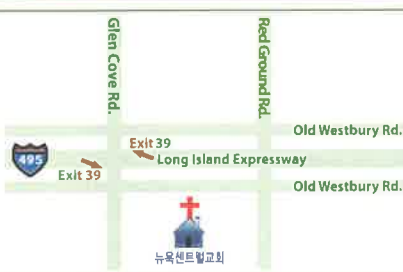 Glen Cove Rd.
Red Ground Rd.
Old Westbury Rd.
Exit 39
Long Island Expressway
495
Exit 39
Old Westbury Rd.
뉴욕센트럴교회